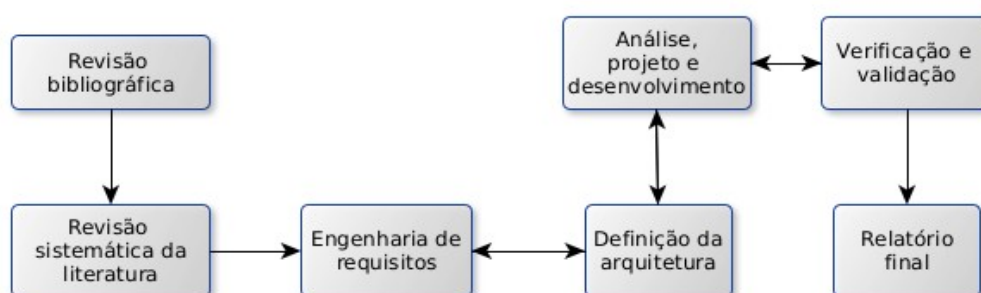 Revisão
bibliográfica
Revisão
sistemática da
literatura
Engenharia de
requisitos
Definição da
arquitetura
Análise,
projeto e
desenvolvimento
Verificação e
validação
Relatório
final